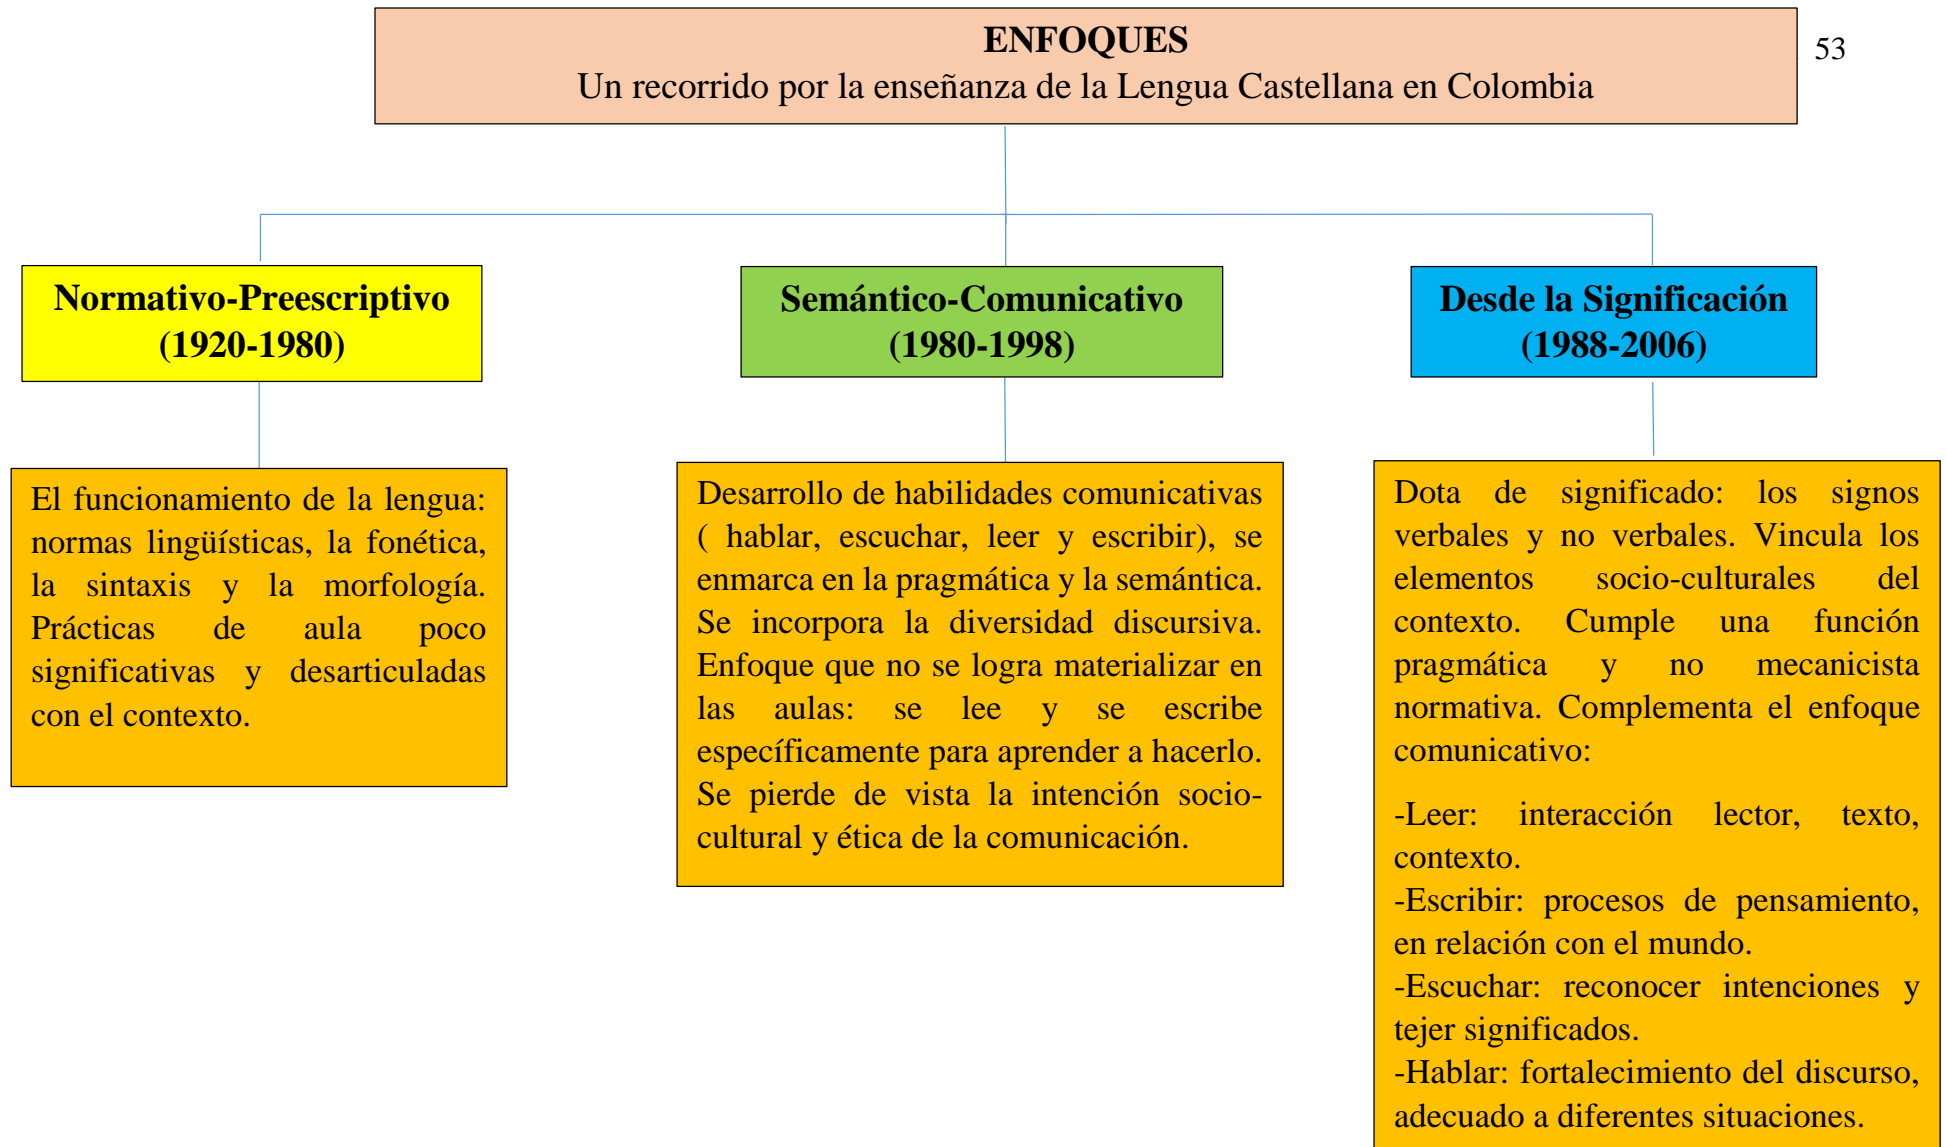 ENFOQUES
Un recorrido por la enseñanza de la Lengua Castellana en Colombia
53
Normativo-Preescriptivo
(1920-1980)
El funcionamiento de la lengua:
normas lingüísticas, la fonética,
la sintaxis y la morfología.
Prácticas de aula poco
significativas y desarticuladas
con el contexto.
Semántico-Comunicativo
(1980-1998)
Desarrollo de habilidades comunicativas
( hablar, escuchar, leer y escribir), se
enmarca en la pragmática y la semántica.
Se incorpora la diversidad discursiva.
Enfoque que no se logra materializar en
las aulas: se lee y se escribe
específicamente para aprender a hacerlo.
Se pierde de vista la intención socio-
cultural y ética de la comunicación.
Desde la Significación
(1988-2006)
Dota de significado: los signos
verbales y no verbales. Vincula los
elementos socio-culturales del
contexto. Cumple una función
pragmática y no mecanicista
normativa. Complementa el enfoque
comunicativo:
-Leer: interacción lector, texto,
contexto.
-Escribir: procesos de pensamiento,
en relación con el mundo.
-Escuchar: reconocer intenciones y
tejer significados.
-Hablar: fortalecimiento del discurso,
adecuado a diferentes situaciones.